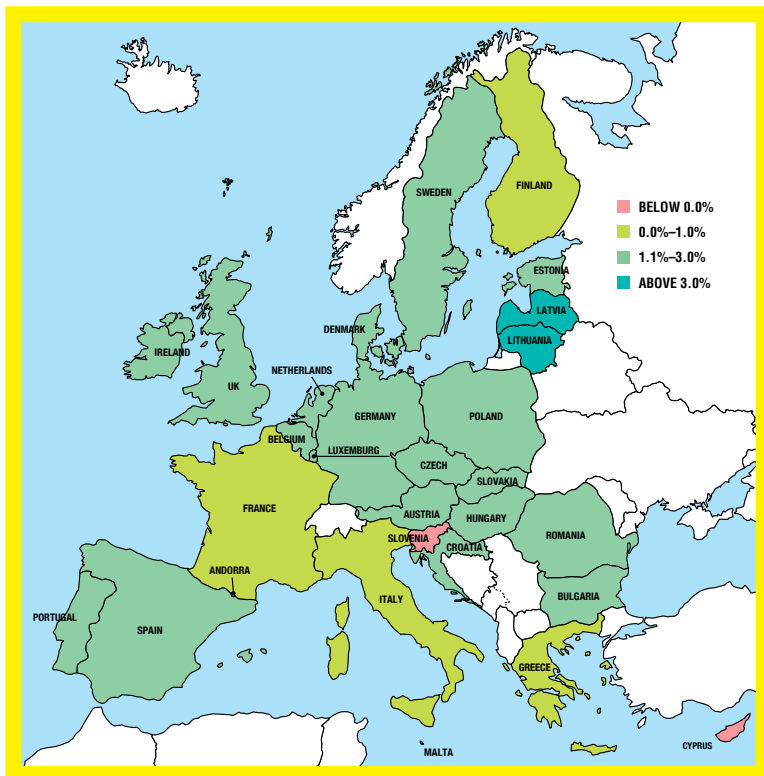 SWEDEN
FINLAND
BELOW 0.0%
0.0%–1.0%
1.1%–3.0%
ABOVE 3.0%
ESTONIA
LATVIA
LITHUANIA
DENMARK
IRELAND
NETHERLANDS
UK
GERMANY
POLAND
BELGIUM
LUXEMBURG
CZECH
SLOVAKIA
FRANCE
AUSTRIA
HUNGARY
SLOVENIA
CROATIA
ROMANIA
ANDORRA
ITALY
BULGARIA
PORTUGAL
SPAIN
GREECE
MALTA
CYPRUS